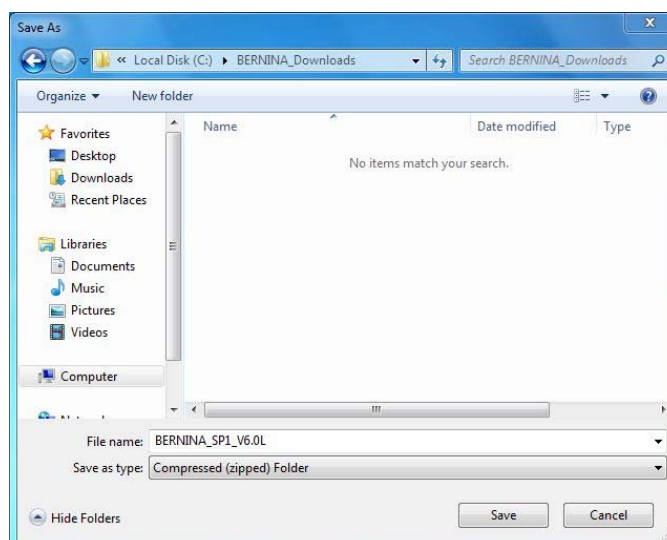 Save As
« Local Disk (C:) ▸ BERNINA_Downloads
Search BERNINA_Downloads
Organize New folder
Name Date modified Type
No items match your search.
Favorites
Desktop
Downloads
Recent Places
Libraries
Documents
Music
Pictures
Videos
Computer
File name: BERNINA_SP1_V6.0L
Save as type: Compressed (zipped) Folder
Hide Folders Save Cancel